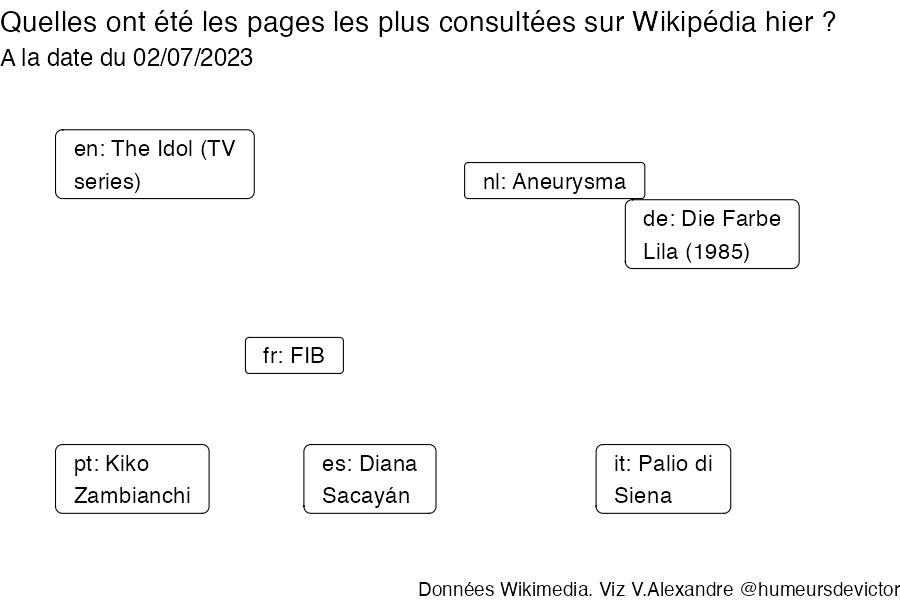 Quelles ont été les pages les plus consultées sur Wikipédia hier ?
A la date du 02/07/2023
en: The Idol (TV
series)
nl: Aneurysma
de: Die Farbe
Lila (1985)
fr: FIB
pt: Kiko
Zambianchi
es: Diana
Sacayán
it: Palio di
Siena
Données Wikimedia. Viz V.Alexandre @humeursdevictor